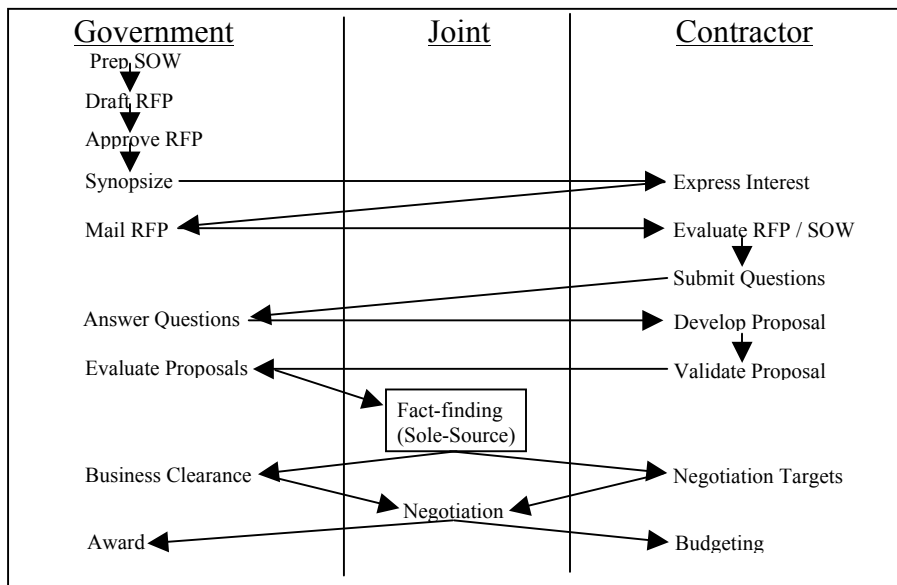 Government Joint Contractor
Prep SOW
Draft RFP
Approve RFP
Synopsize Express Interest
Mail RFP Evaluate RFP / SOW
Submit Questions
Answer Questions Develop Proposal
Evaluate Proposals Validate Proposal
Fact-finding
(Sole-Source)
Business Clearance Negotiation Targets
Negotiation
Award Budgeting